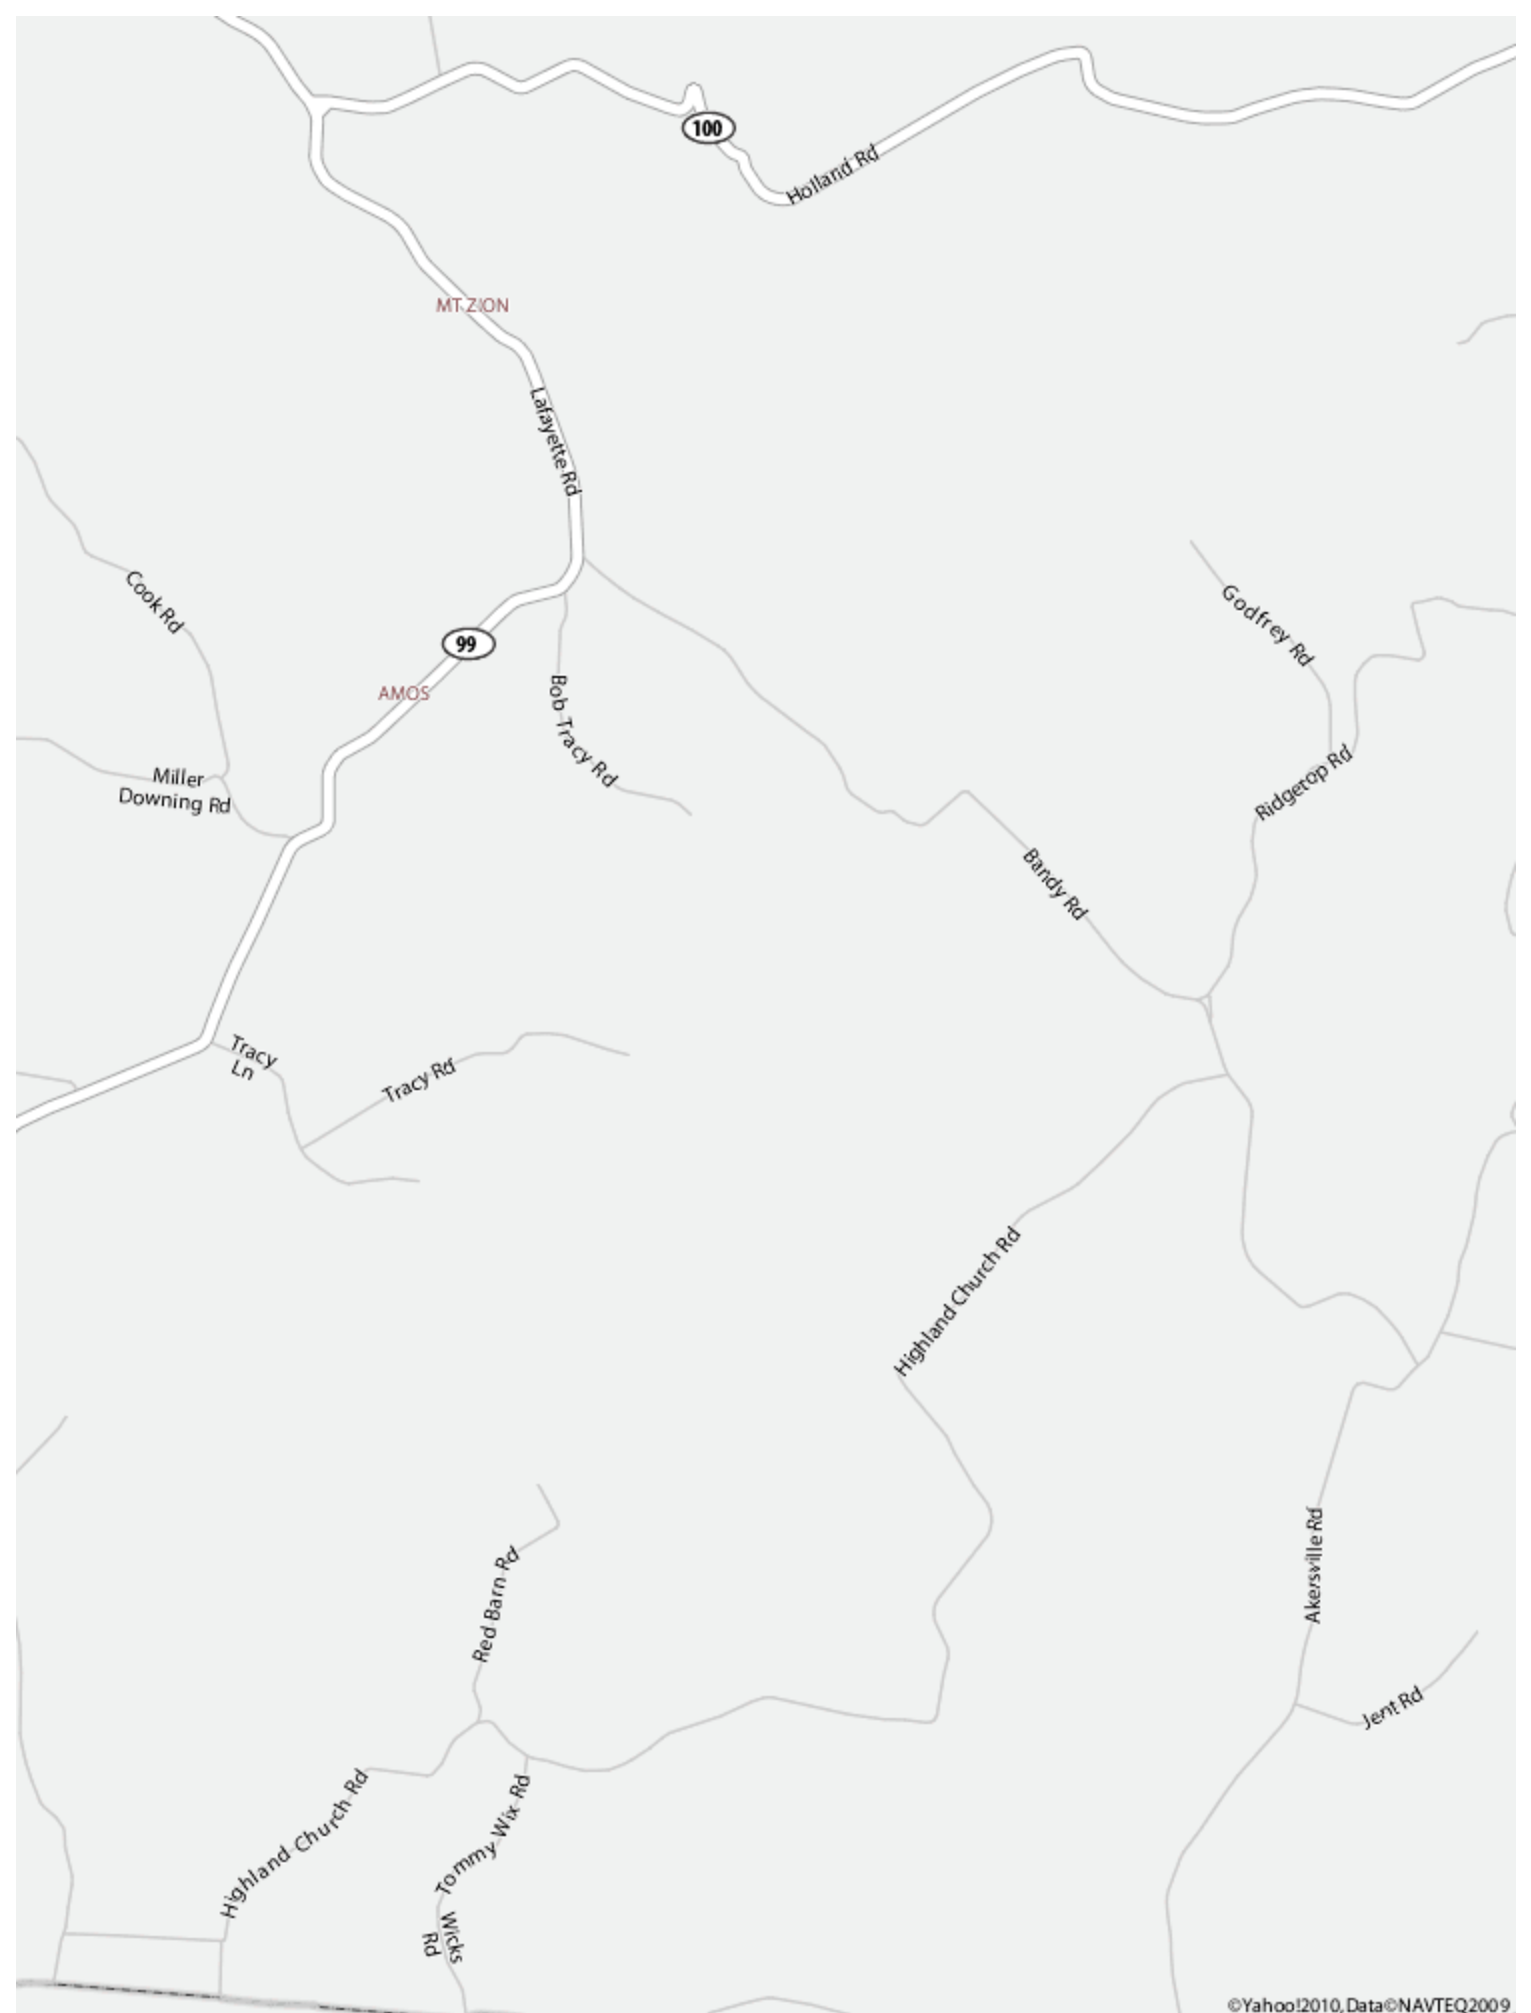 100
Holland Rd
MT ZION
Lafayette Rd
Cook Rd
Godfrey Rd
99
AMOS
Bob Tracy Rd
Miller
Downing Rd
Ridgetop Rd
Bandy Rd
Tracy
Ln
Tracy Rd
Highland Church Rd
Akersville Rd
Red Barn Rd
Jent Rd
Highland Church Rd
Tommy Wix Rd
Wicks
Rd
©Yahoo!2010,Data©NAVTEQ2009